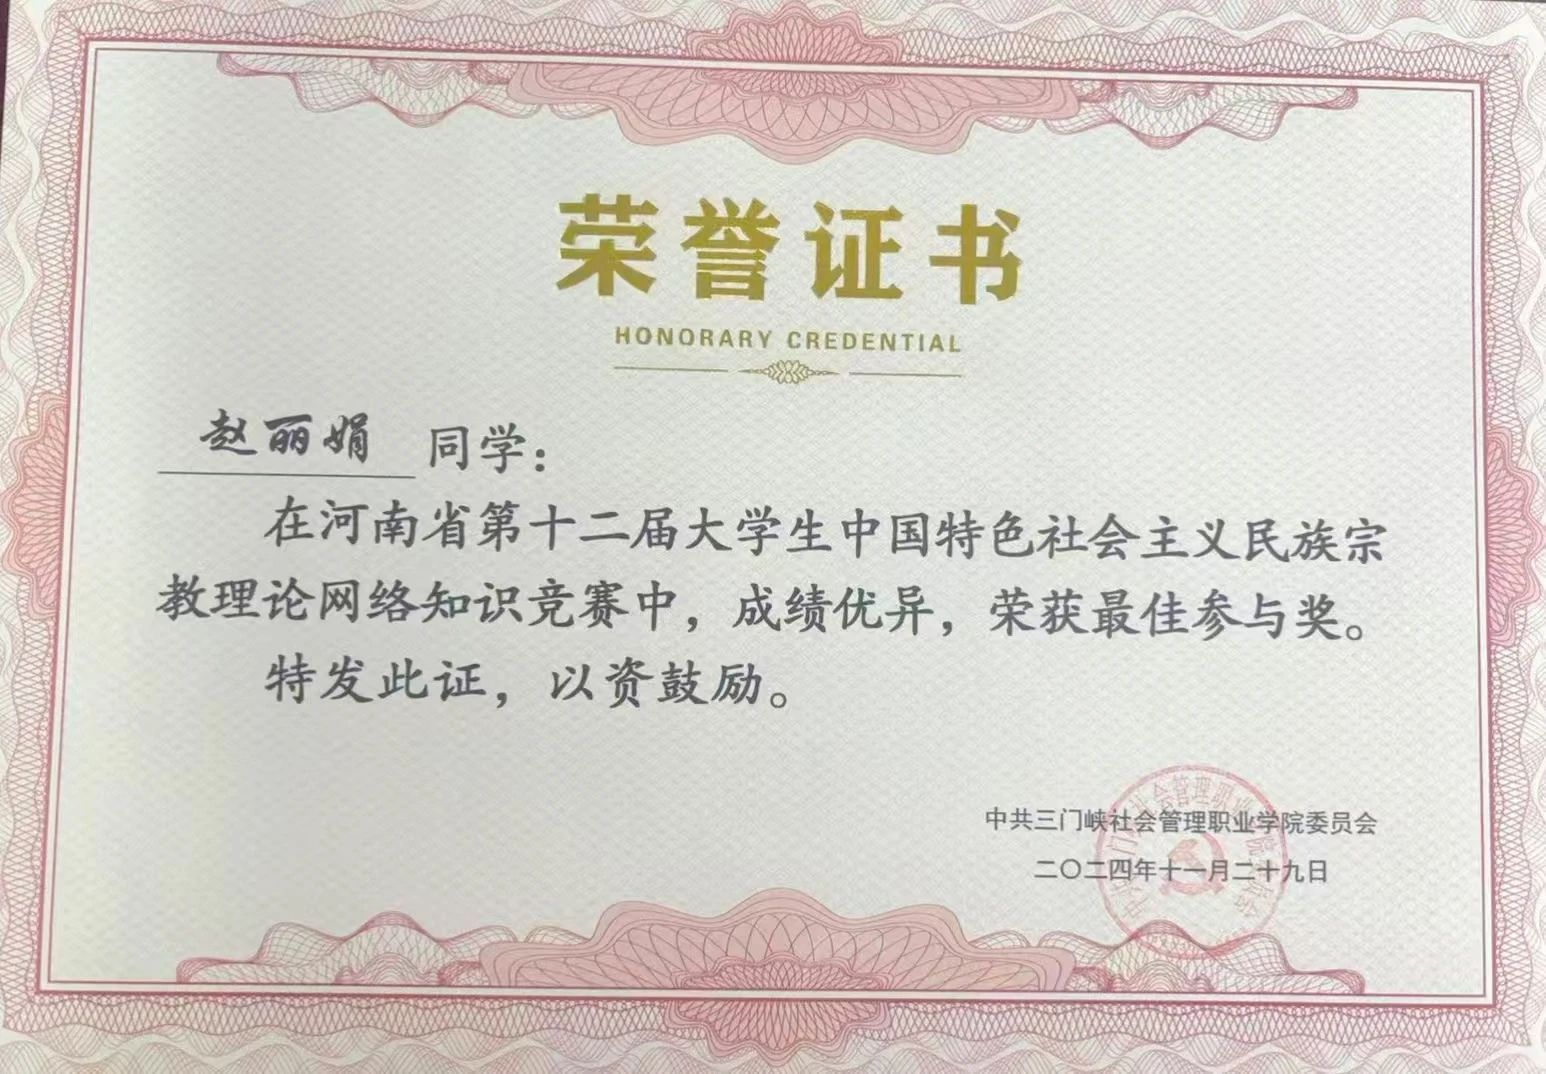 荣誉证书
HONORARY CREDENTIAL
赵丽娟 同学：
在河南省第十二届大学生中国特色社会主义民族宗
教理论网络知识竞赛中，成绩优异，荣获最佳参与奖。
特发此证，以资鼓励。
中共三门峡社会管理职业学院委员会
二〇二四年十一月二十九日